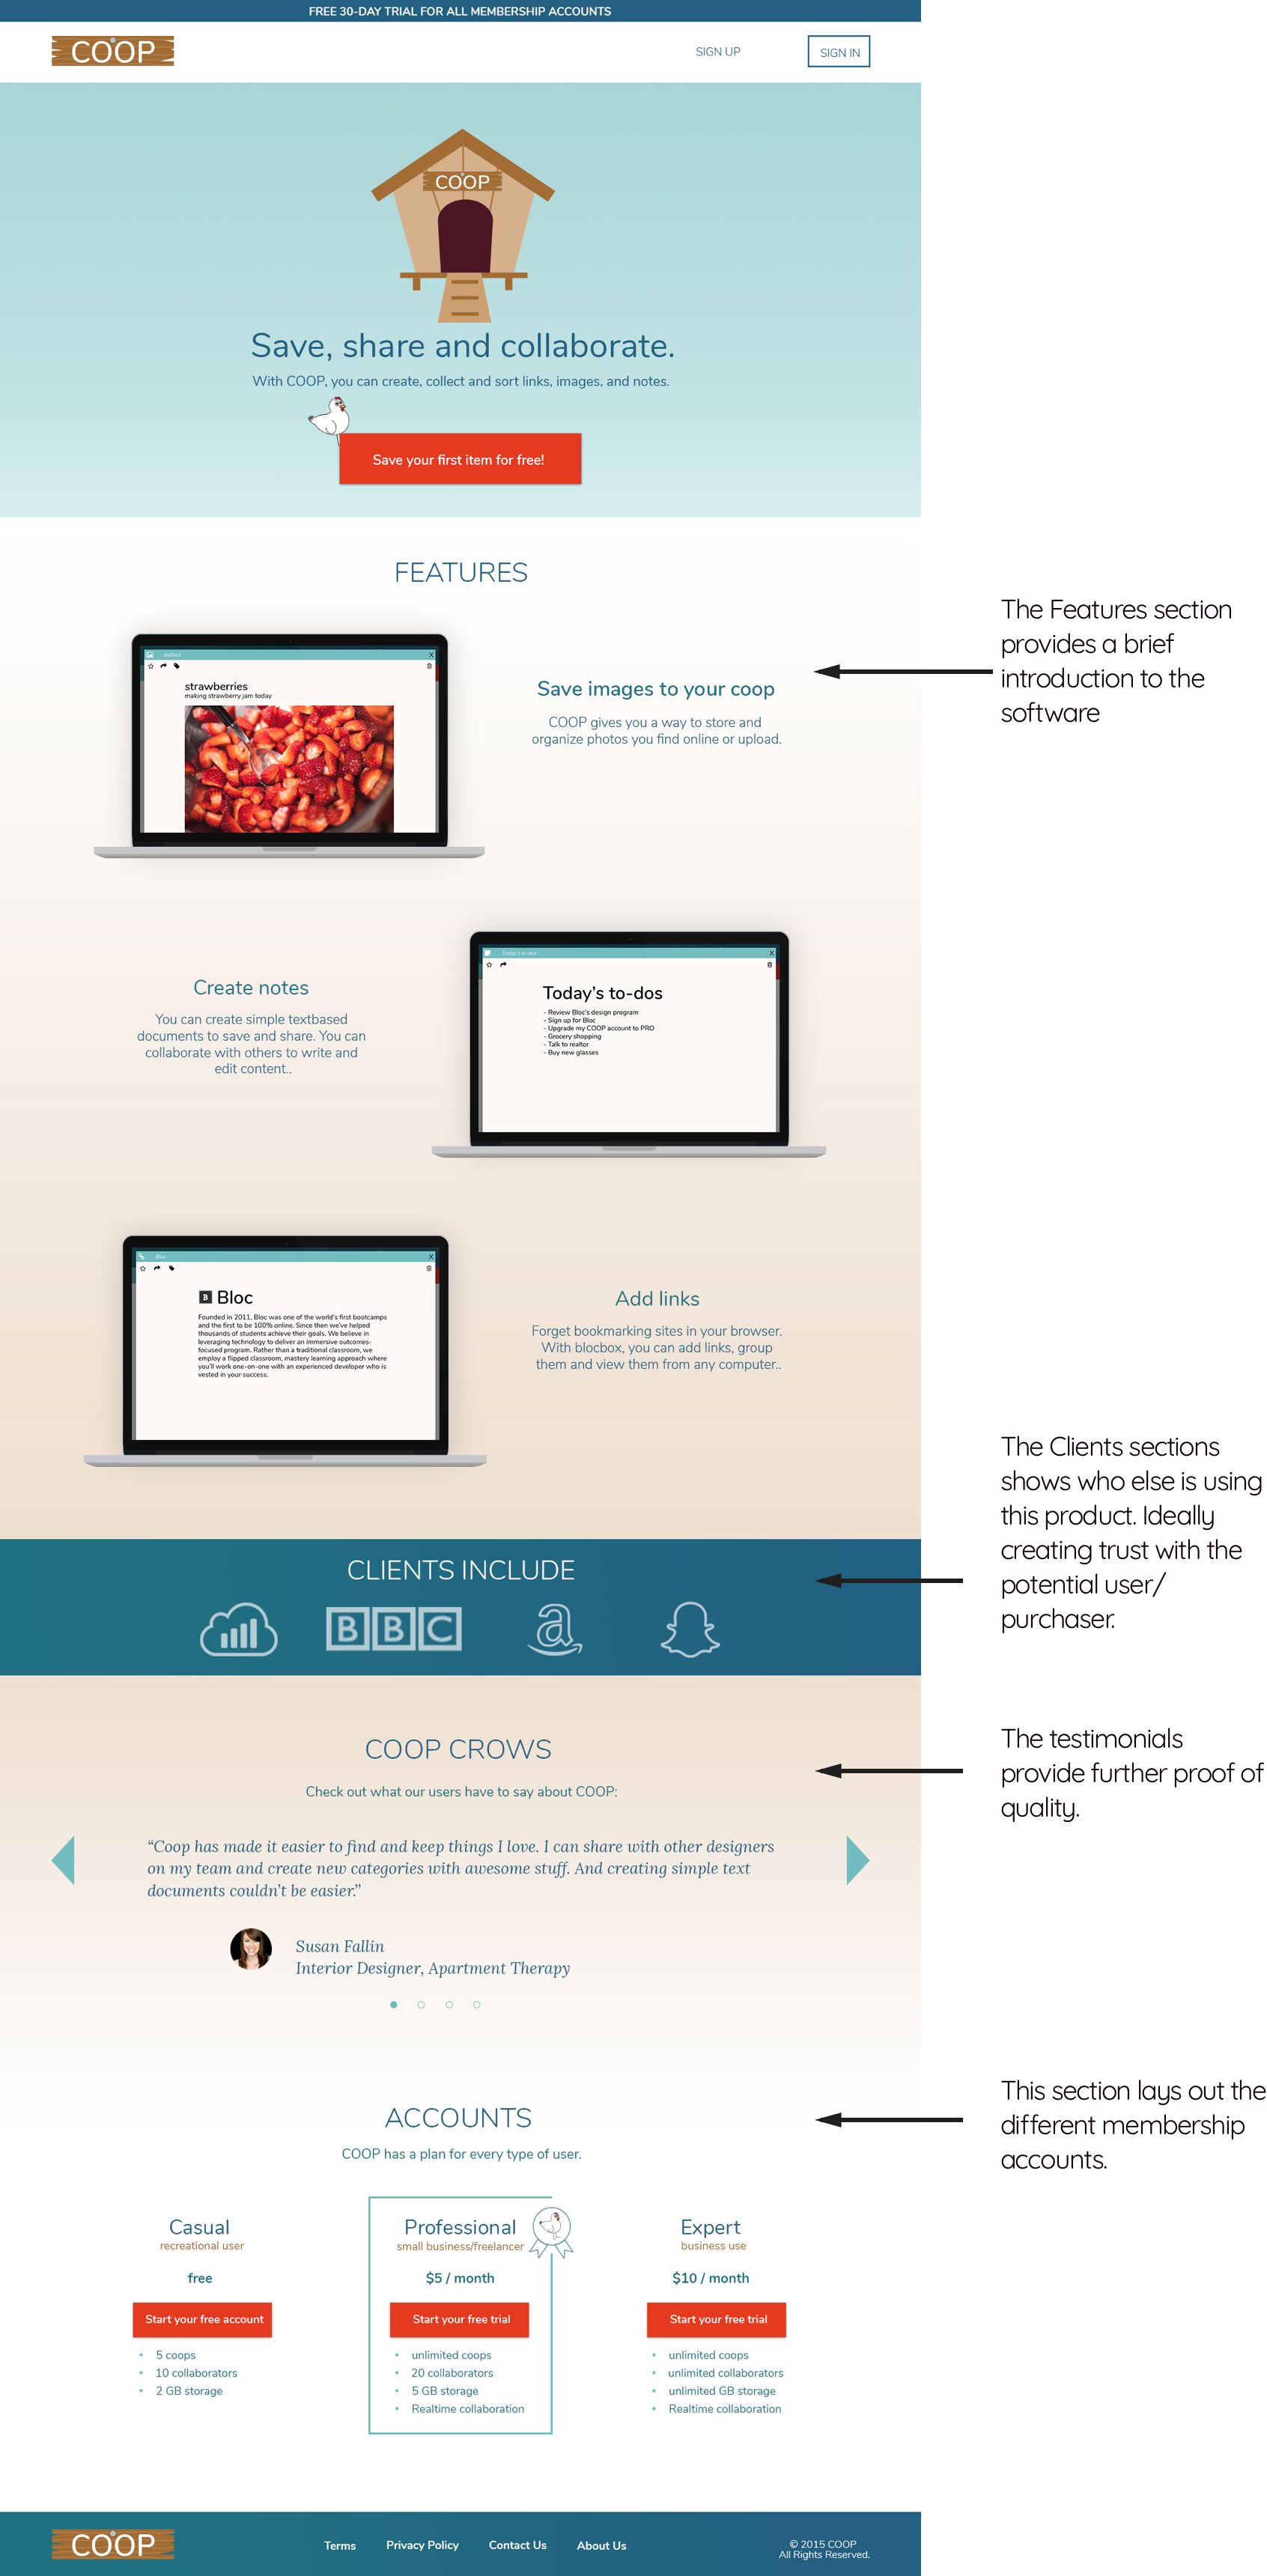 FREE 30-DAY TRIAL FOR ALL MEMBERSHIP ACCOUNTS
COOP
SIGN UP
SIGN IN
COOP
Save, share and collaborate.
With COOP, you can create, collect and sort links, images, and notes.
Save your first item for free!
FEATURES
The Features section
provides a brief
introduction to the
software
untitled
X
strawberries
making strawberry jam today
Save images to your coop
COOP gives you a way to store and
organize photos you find online or upload.
Create notes
You can create simple textbased
documents to save and share. You can
collaborate with others to write and
edit content..
Today's to-dos
X
Today's to-dos
- Review Bloc's design program
- Sign up for Bloc
- Upgrade my COOP account to PRO
- Grocery shopping
- Talk to realtor
- Buy new glasses
Bloc
X
B Bloc
Founded in 2011, Bloc was one of the world's first bootcamps
and the first to be 100% online. Since then we've helped
thousands of students achieve their goals. We believe in
leveraging technology to deliver an immersive outcomes-
focused program. Rather than a traditional classroom, we
employ a flipped classroom, mastery learning approach where
you'll work one-on-one with an experienced developer who is
vested in your success.
Add links
Forget bookmarking sites in your browser.
With blocbox, you can add links, group
them and view them from any computer..
The Clients sections
shows who else is using
this product. Ideally
creating trust with the
potential user/
purchaser.
CLIENTS INCLUDE
BBC
a
COOP CROWS
Check out what our users have to say about COOP:
The testimonials
provide further proof of
quality.
“Coop has made it easier to find and keep things I love. I can share with other designers
on my team and create new categories with awesome stuff. And creating simple text
documents couldn’t be easier.”
Susan Fallin
Interior Designer, Apartment Therapy
ACCOUNTS
COOP has a plan for every type of user.
This section lays out the
different membership
accounts.
Casual
recreational user
free
Start your free account
• 5 coops
• 10 collaborators
• 2 GB storage
Professional
small business/freelancer
$5 / month
Start your free trial
• unlimited coops
• 20 collaborators
• 5 GB storage
• Realtime collaboration
Expert
business use
$10 / month
Start your free trial
• unlimited coops
• unlimited collaborators
• unlimited GB storage
• Realtime collaboration
COOP
Terms
Privacy Policy
Contact Us
About Us
© 2015 COOP
All Rights Reserved.